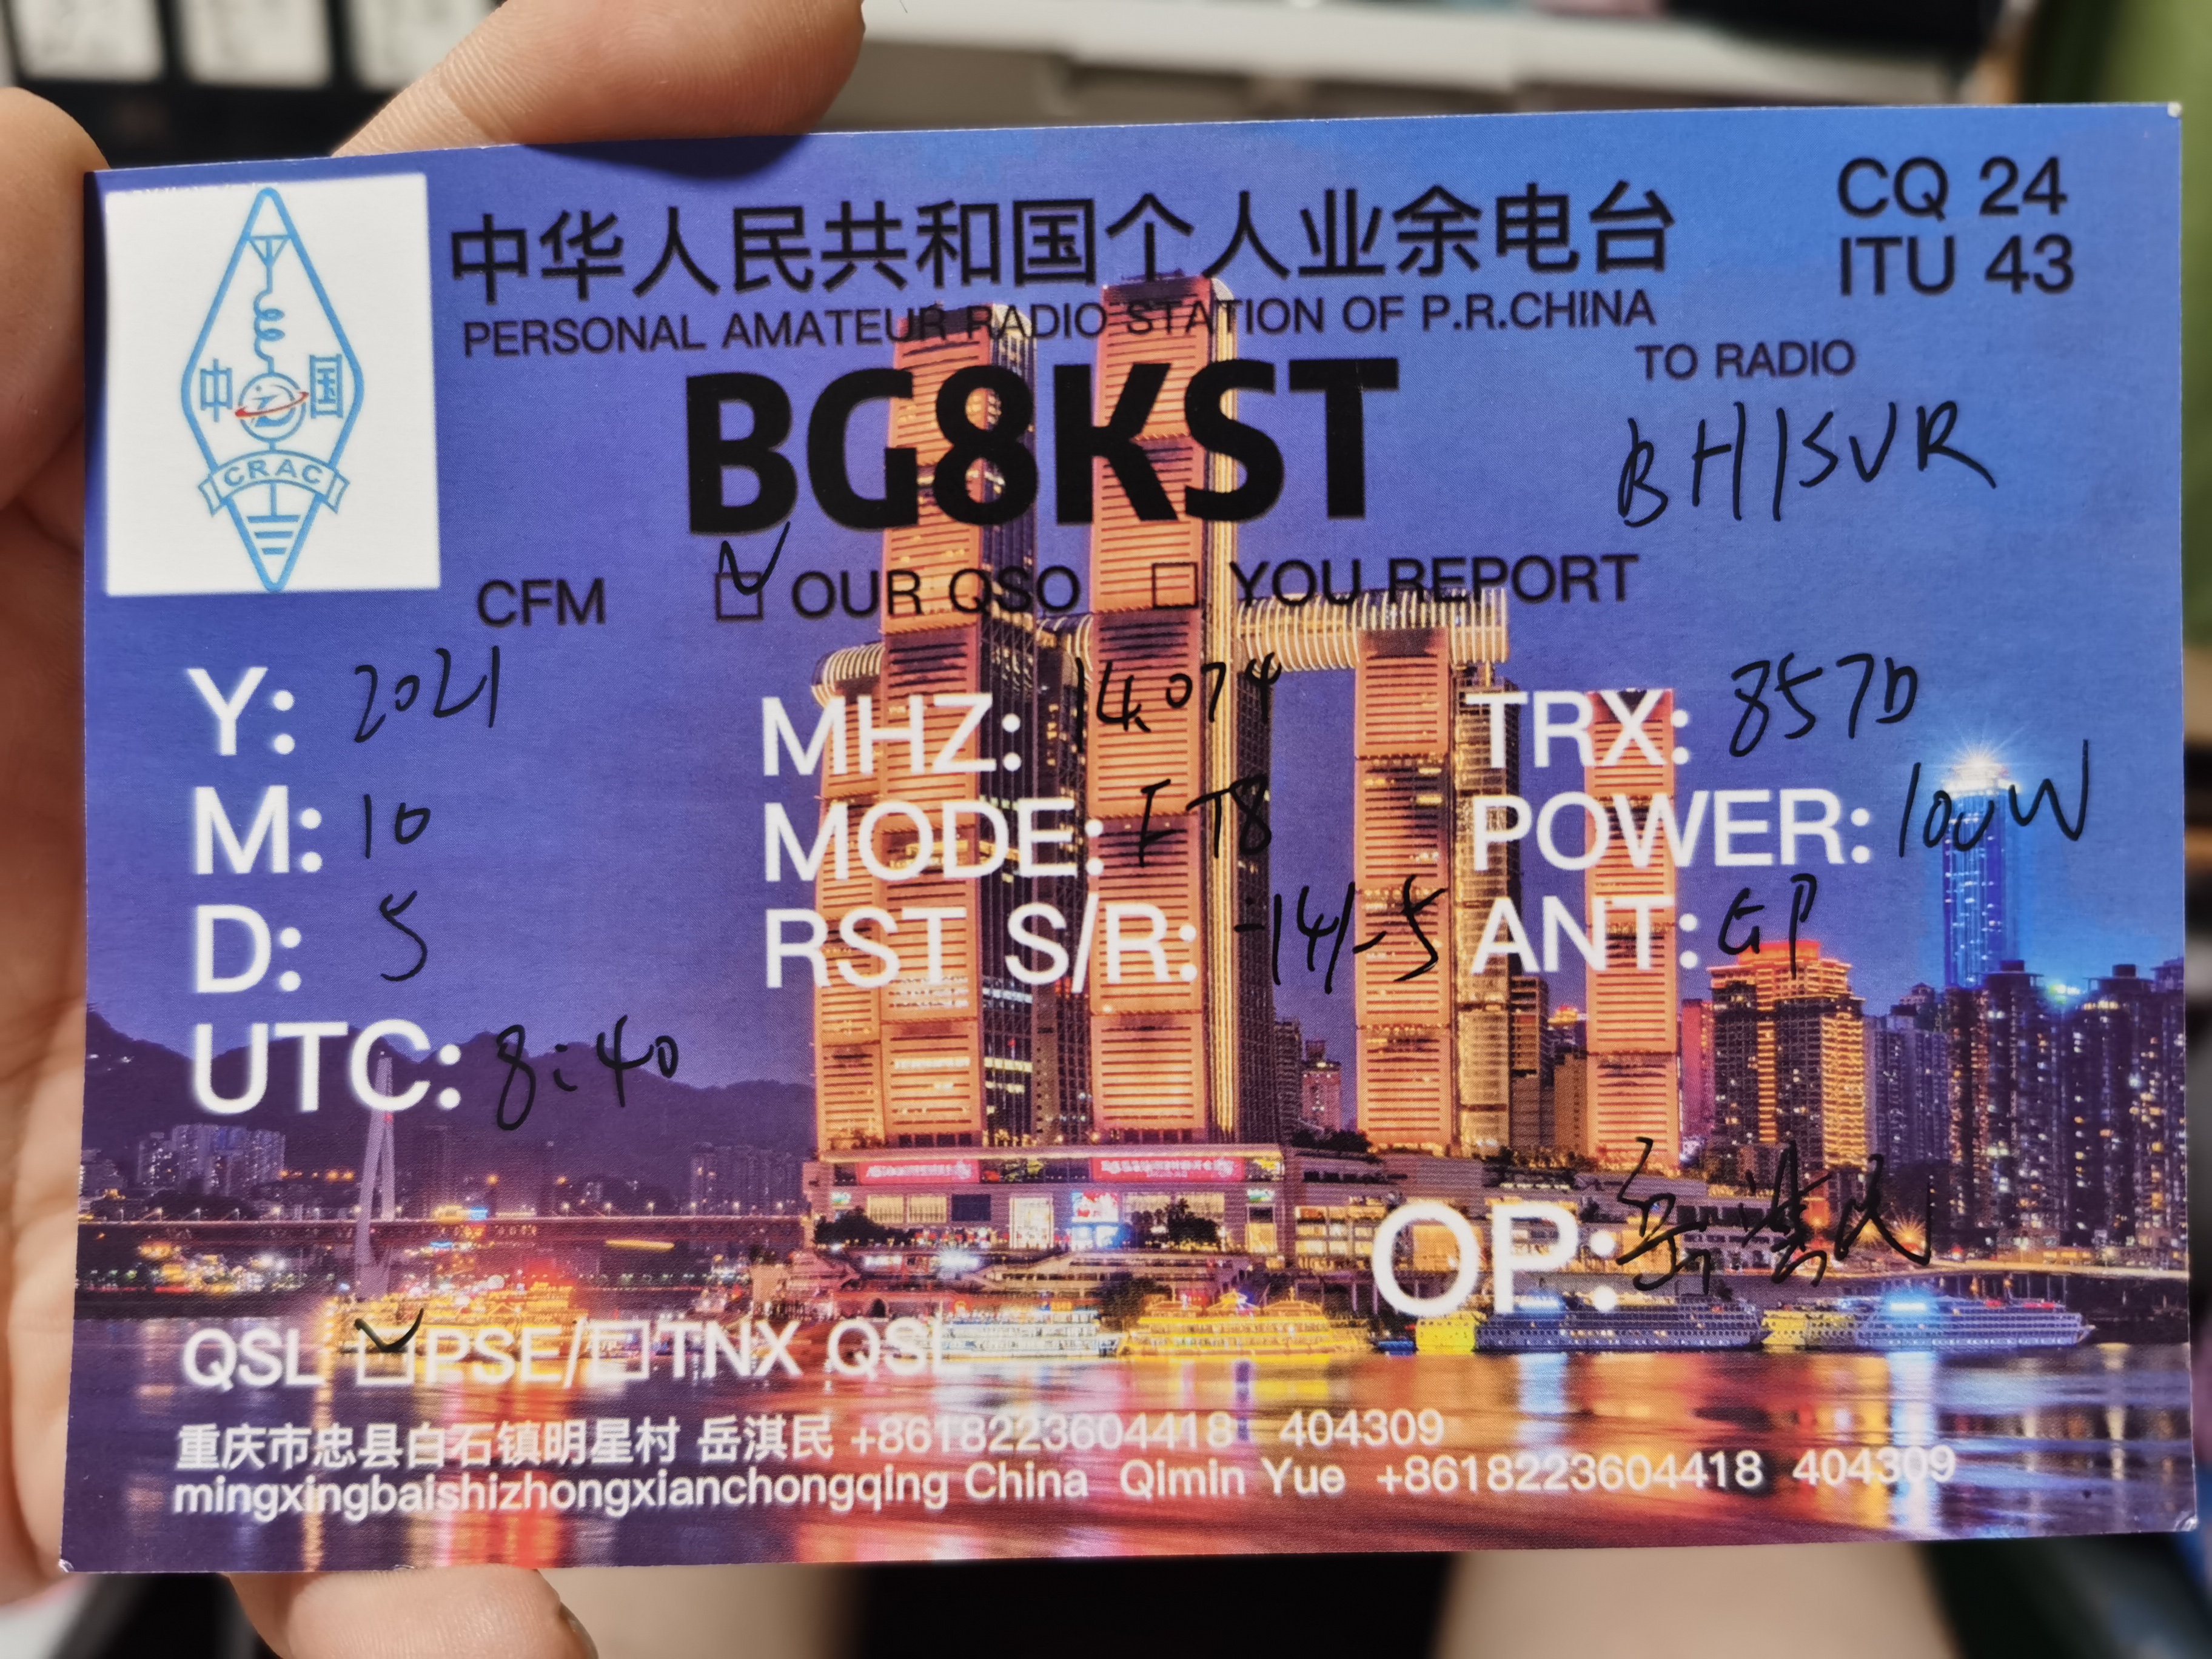 中国
CRAC
中华人民共和国个人业余电台
PERSONAL AMATEUR RADIO STATION OF P.R.CHINA
CQ 24
ITU 43
BG8KST
TO RADIO
BH1SVR
CFM ☑ OUR QSO ☐ YOU REPORT
Y: 2021 MHZ: 14.074 TRX: 857D
M: 10 MODE: FT8 POWER: 100W
D: 5 RST S/R: -14/-5 ANT: GP
UTC: 8:40
OP: 岳淇民
QSL ☑PSE/☐TNX QSL
重庆市忠县白石镇明星村 岳淇民 +8618223604418 404309
mingxingbaishizhongxianchongqing China Qimin Yue +8618223604418 404309